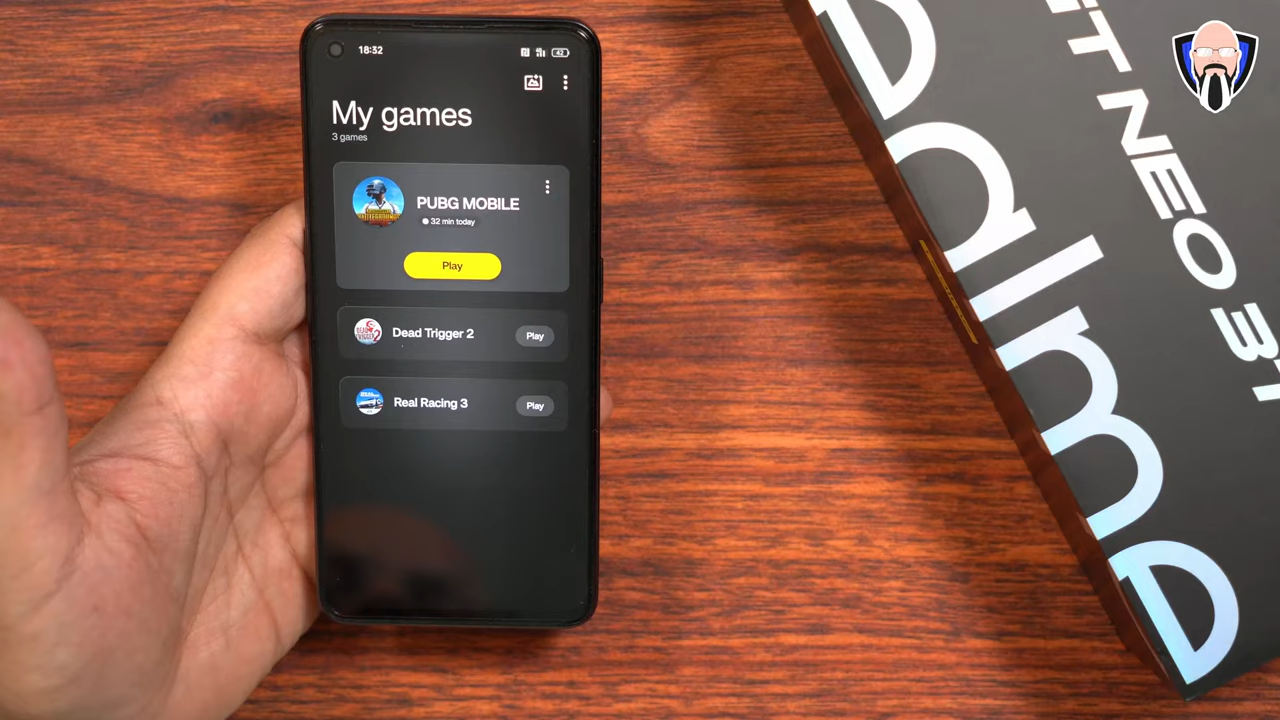 18:32
42
My games
3 games
PUBG MOBILE
32 min today
Play
Dead Trigger 2
Play
Real Racing 3
Play
GT NEO 3T
realme